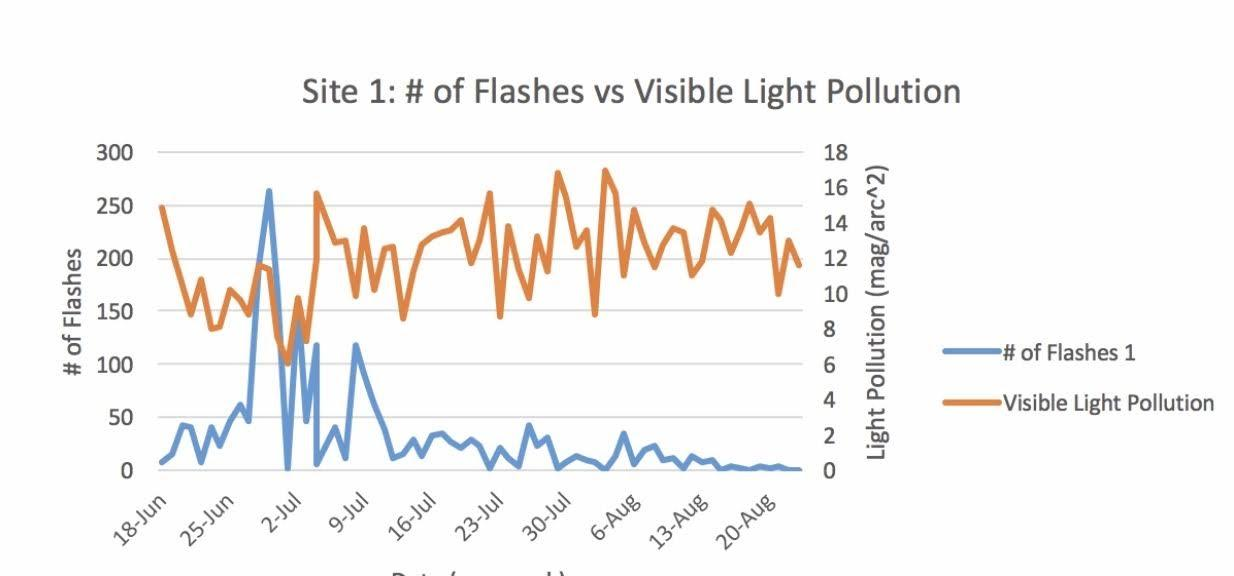 Site 1: # of Flashes vs Visible Light Pollution
300
250
200
150
100
50
0
# of Flashes
18
16
14
12
10
8
6
4
2
0
Light Pollution (mag/arc^2)
18-Jun
25-Jun
2-Jul
9-Jul
16-Jul
23-Jul
30-Jul
6-Aug
13-Aug
20-Aug
# of Flashes 1
Visible Light Pollution